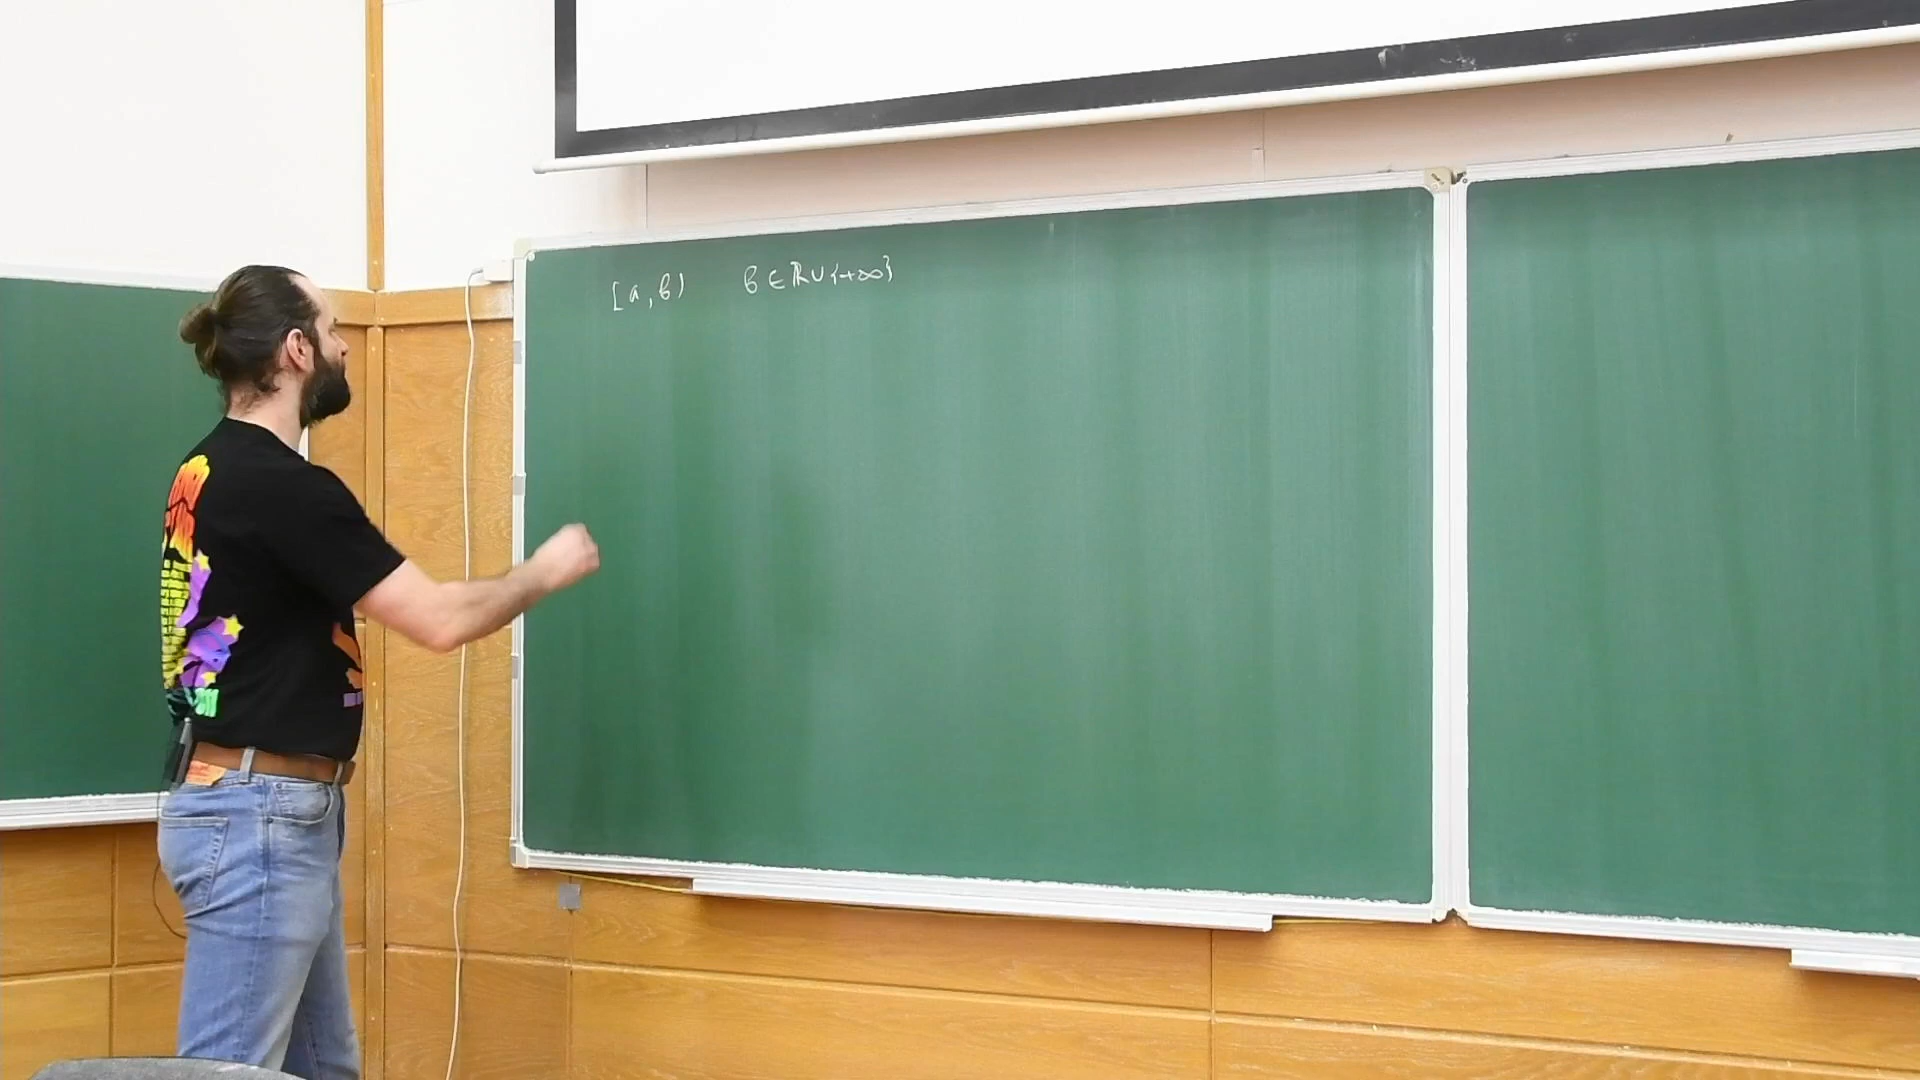 [a, b) b ∈ ℝ ∪ {+∞}